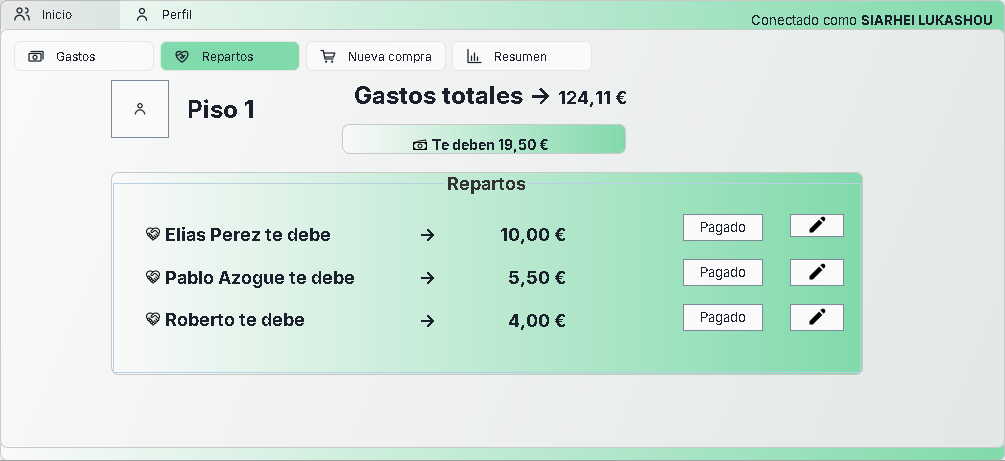 Inicio Perfil
Conectado como SIARHEI LUKASHOU
Gastos Repartos Nueva compra Resumen
Piso 1
Gastos totales → 124,11 €
Te deben 19,50 €
Repartos
Elias Perez te debe → 10,00 € Pagado
Pablo Azogue te debe → 5,50 € Pagado
Roberto te debe → 4,00 € Pagado